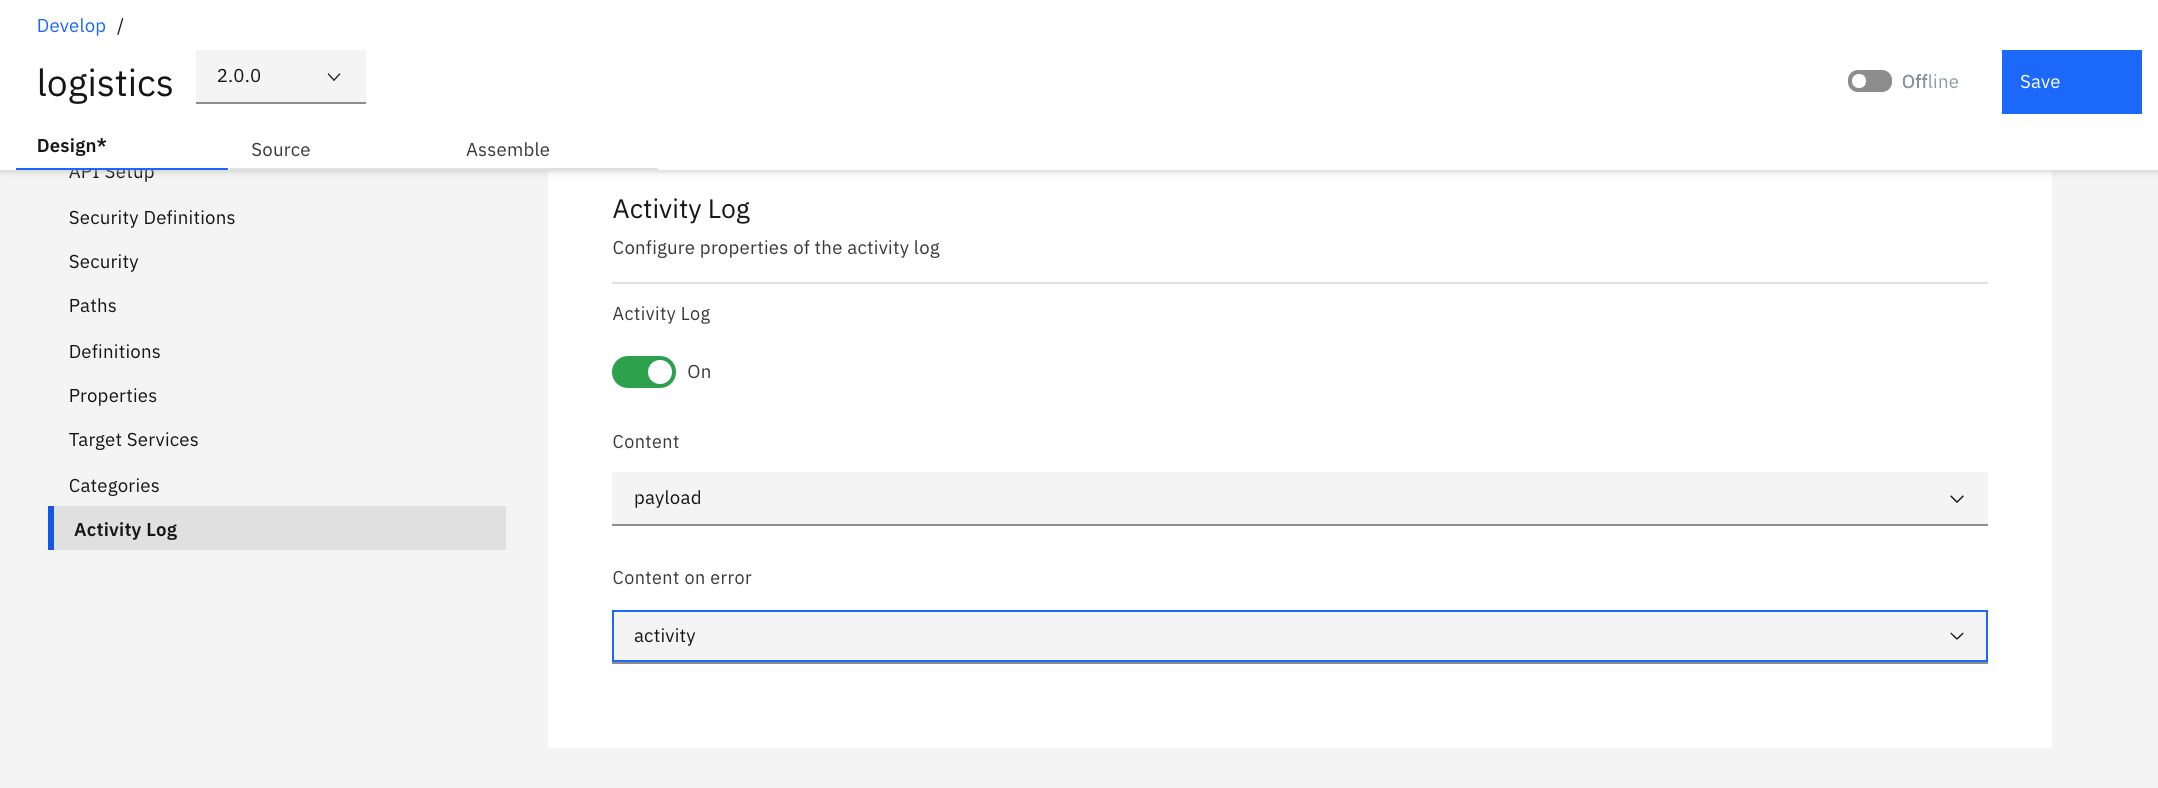 Develop /
logistics
2.0.0
Offline
Save
Design*
Source
Assemble
API Setup
Security Definitions
Security
Paths
Definitions
Properties
Target Services
Categories
Activity Log
Activity Log
Configure properties of the activity log
Activity Log
On
Content
payload
Content on error
activity